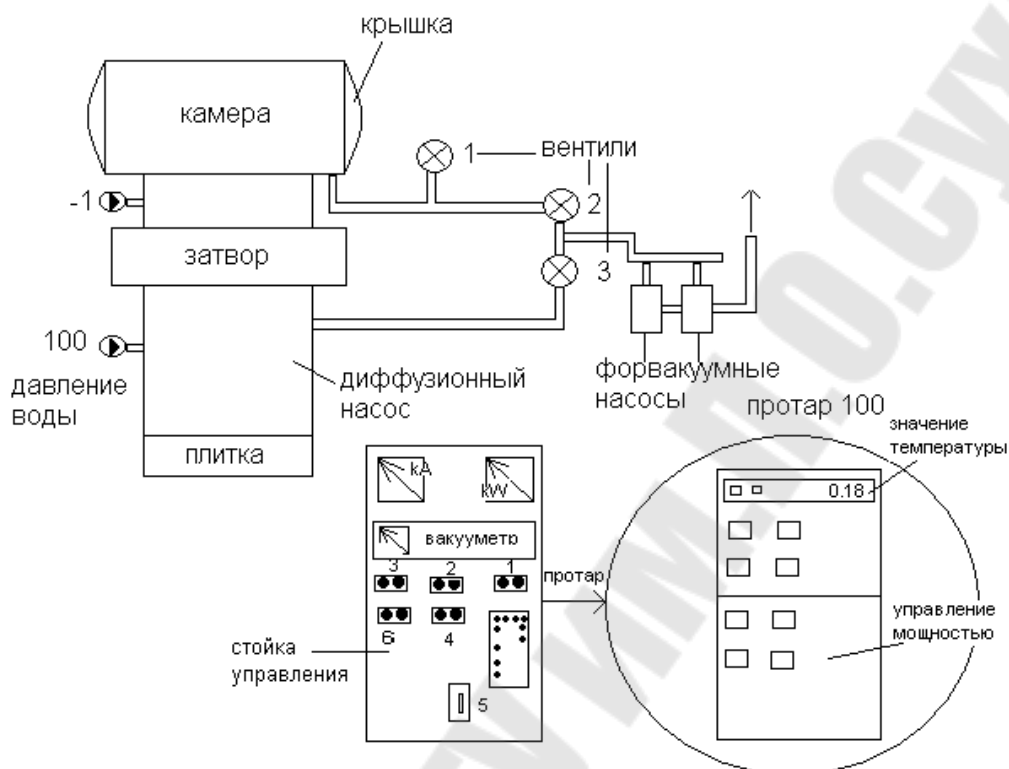 крышка
камера
1
вентили
-1
2
затвор
3
100
давление
воды
диффузионный
насос
форвакуумные
насосы
плитка
протар 100
значение
температуры
kA
kW
0.18
вакууметр
3
2
1
протар
6
4
управление
мощностью
стойка
управления
5